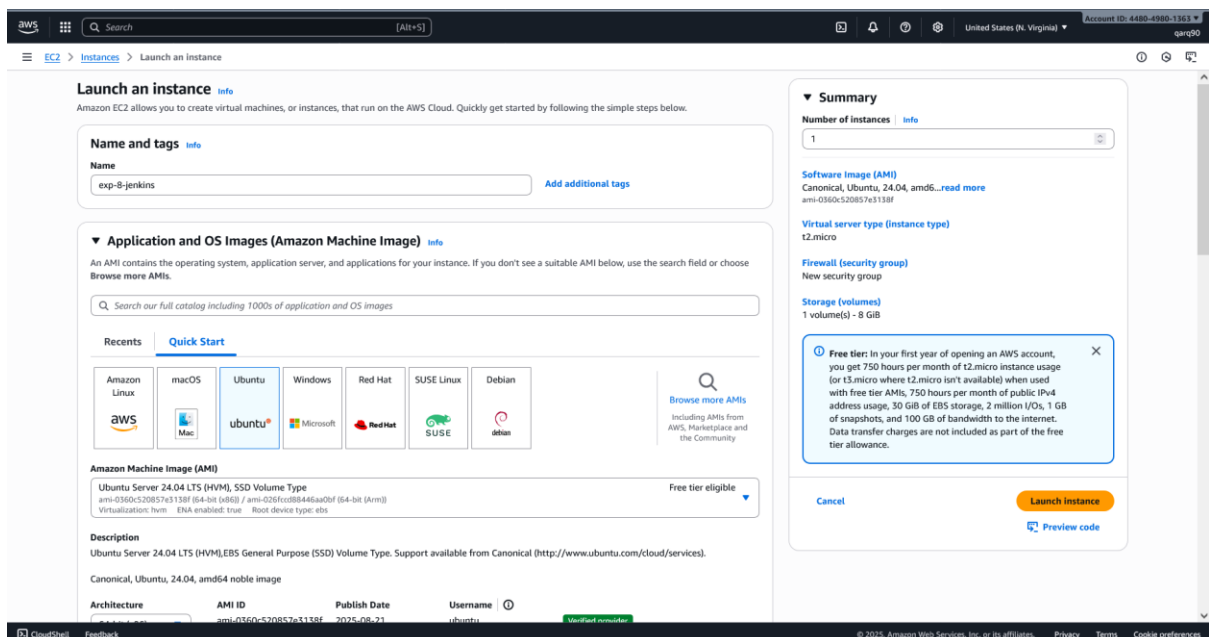 aws
Search [Alt+S]
United States (N. Virginia) ▼
Account ID: 4480-4980-1363 ▼
qarq90
EC2 > Instances > Launch an instance
Launch an instance Info
Amazon EC2 allows you to create virtual machines, or instances, that run on the AWS Cloud. Quickly get started by following the simple steps below.
Name and tags Info
Name
exp-8-jenkins
Add additional tags
▼ Application and OS Images (Amazon Machine Image) Info
An AMI contains the operating system, application server, and applications for your instance. If you don't see a suitable AMI below, use the search field or choose
Browse more AMIs.
Search our full catalog including 1000s of application and OS images
Recents Quick Start
Amazon
Linux
aws
macOS
Mac
Ubuntu
ubuntu
Windows
Microsoft
Red Hat
Red Hat
SUSE Linux
SUSE
Debian
debian
Browse more AMIs
Including AMIs from
AWS, Marketplace and
the Community
Amazon Machine Image (AMI)
Ubuntu Server 24.04 LTS (HVM), SSD Volume Type
Free tier eligible
ami-0360c520857e3138f (64-bit (x86)) / ami-026fccd88446aa0bf (64-bit (Arm))
Virtualization: hvm ENA enabled: true Root device type: ebs
Description
Ubuntu Server 24.04 LTS (HVM),EBS General Purpose (SSD) Volume Type. Support available from Canonical (http://www.ubuntu.com/cloud/services).
Canonical, Ubuntu, 24.04, amd64 noble image
Architecture AMI ID Publish Date Username
ami-0360c520857e3138f 2025-08-21 ubuntu Verified provider
▼ Summary
Number of instances Info
1
Software Image (AMI)
Canonical, Ubuntu, 24.04, amd6...read more
ami-0360c520857e3138f
Virtual server type (instance type)
t2.micro
Firewall (security group)
New security group
Storage (volumes)
1 volume(s) - 8 GiB
Free tier: In your first year of opening an AWS account,
you get 750 hours per month of t2.micro instance usage
(or t3.micro where t2.micro isn't available) when used
with free tier AMIs, 750 hours per month of public IPv4
address usage, 30 GiB of EBS storage, 2 million I/Os, 1 GB
of snapshots, and 100 GB of bandwidth to the internet.
Data transfer charges are not included as part of the free
tier allowance.
Cancel
Launch instance
Preview code
CloudShell Feedback
© 2025, Amazon Web Services, Inc. or its affiliates. Privacy Terms Cookie preferences